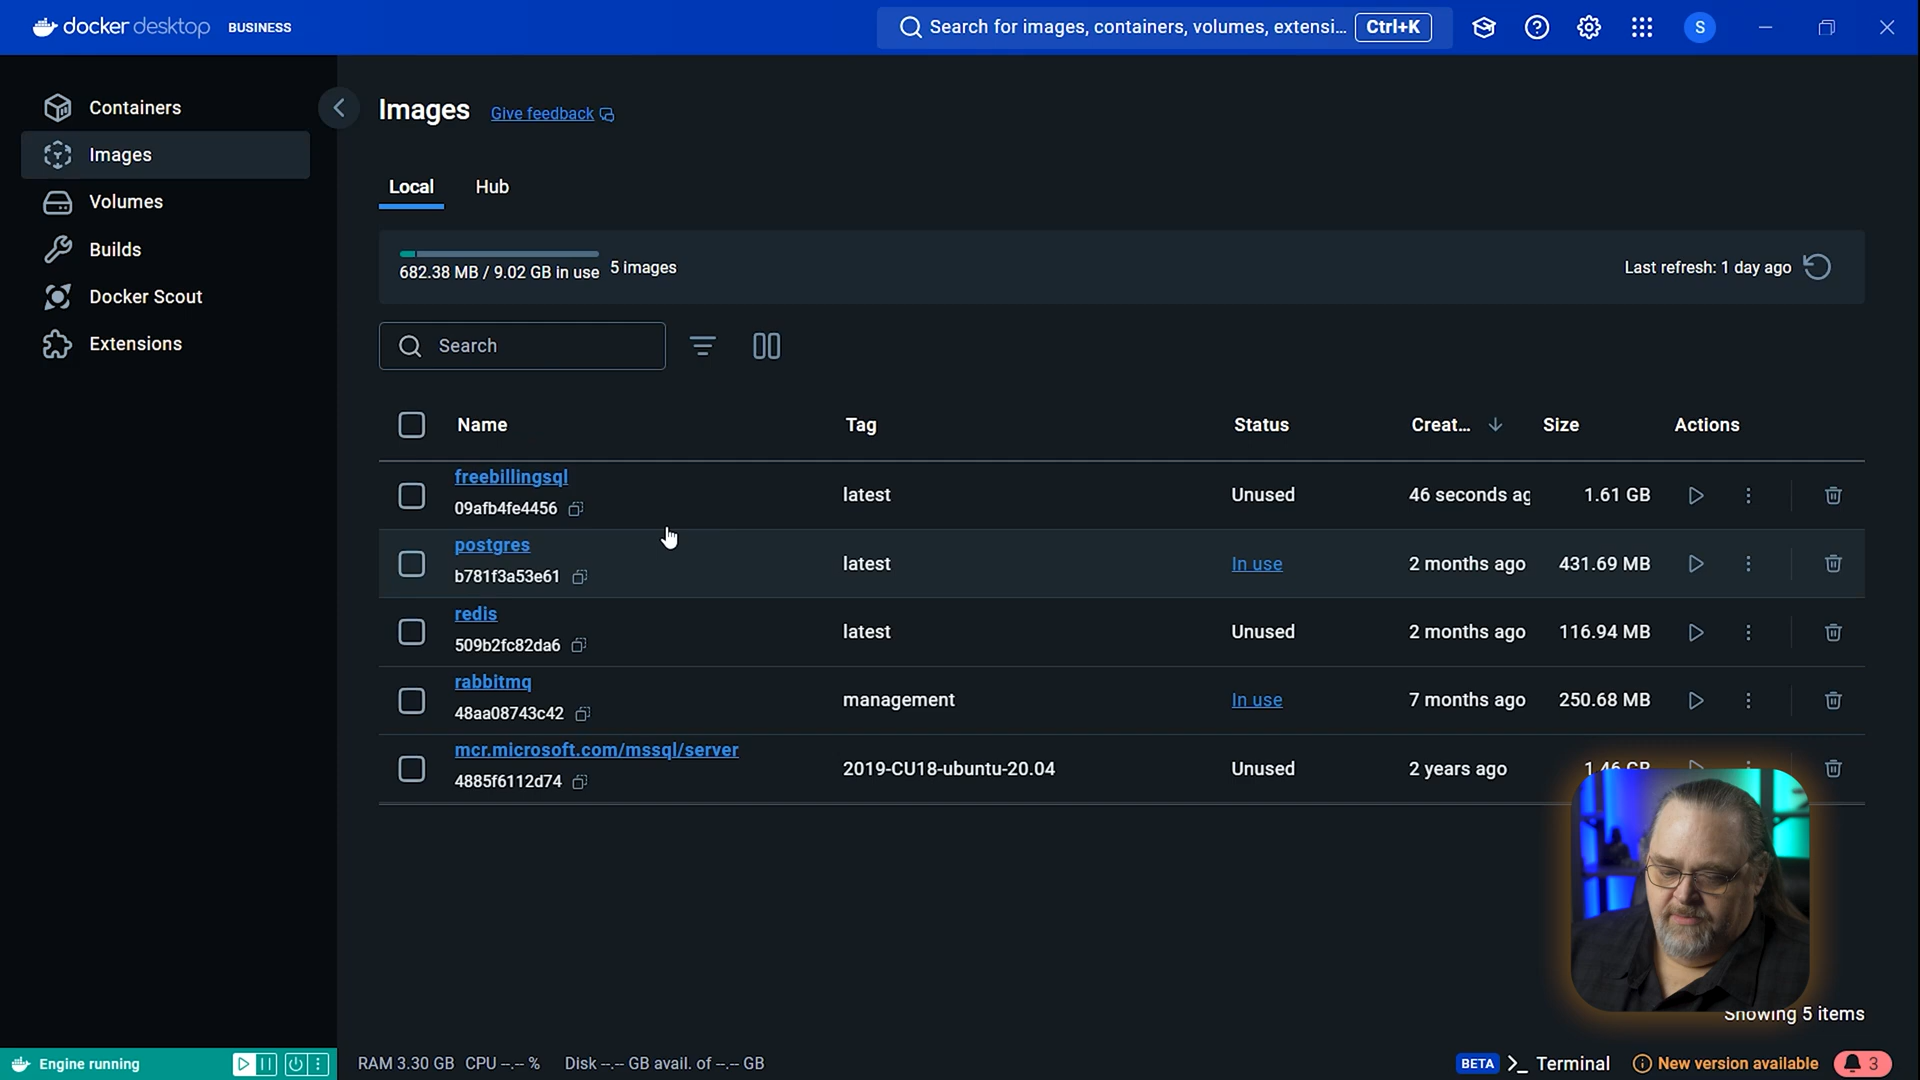 docker desktop BUSINESS
Search for images, containers, volumes, extensi... Ctrl+K
S
Containers
Images
Volumes
Builds
Docker Scout
Extensions
Images Give feedback
Local Hub
682.38 MB / 9.02 GB in use 5 images
Last refresh: 1 day ago
Search
Name Tag Status Creat... Size Actions
freebillingsql
09afb4fe4456 latest Unused 46 seconds ag 1.61 GB
postgres
b781f3a53e61 latest In use 2 months ago 431.69 MB
redis
509b2fc82da6 latest Unused 2 months ago 116.94 MB
rabbitmq
48aa08743c42 management In use 7 months ago 250.68 MB
mcr.microsoft.com/mssql/server
4885f6112d74 2019-CU18-ubuntu-20.04 Unused 2 years ago 1.46 GB
Showing 5 items
Engine running
RAM 3.30 GB CPU --.-- % Disk --.-- GB avail. of --.-- GB
BETA >_ Terminal
New version available
3